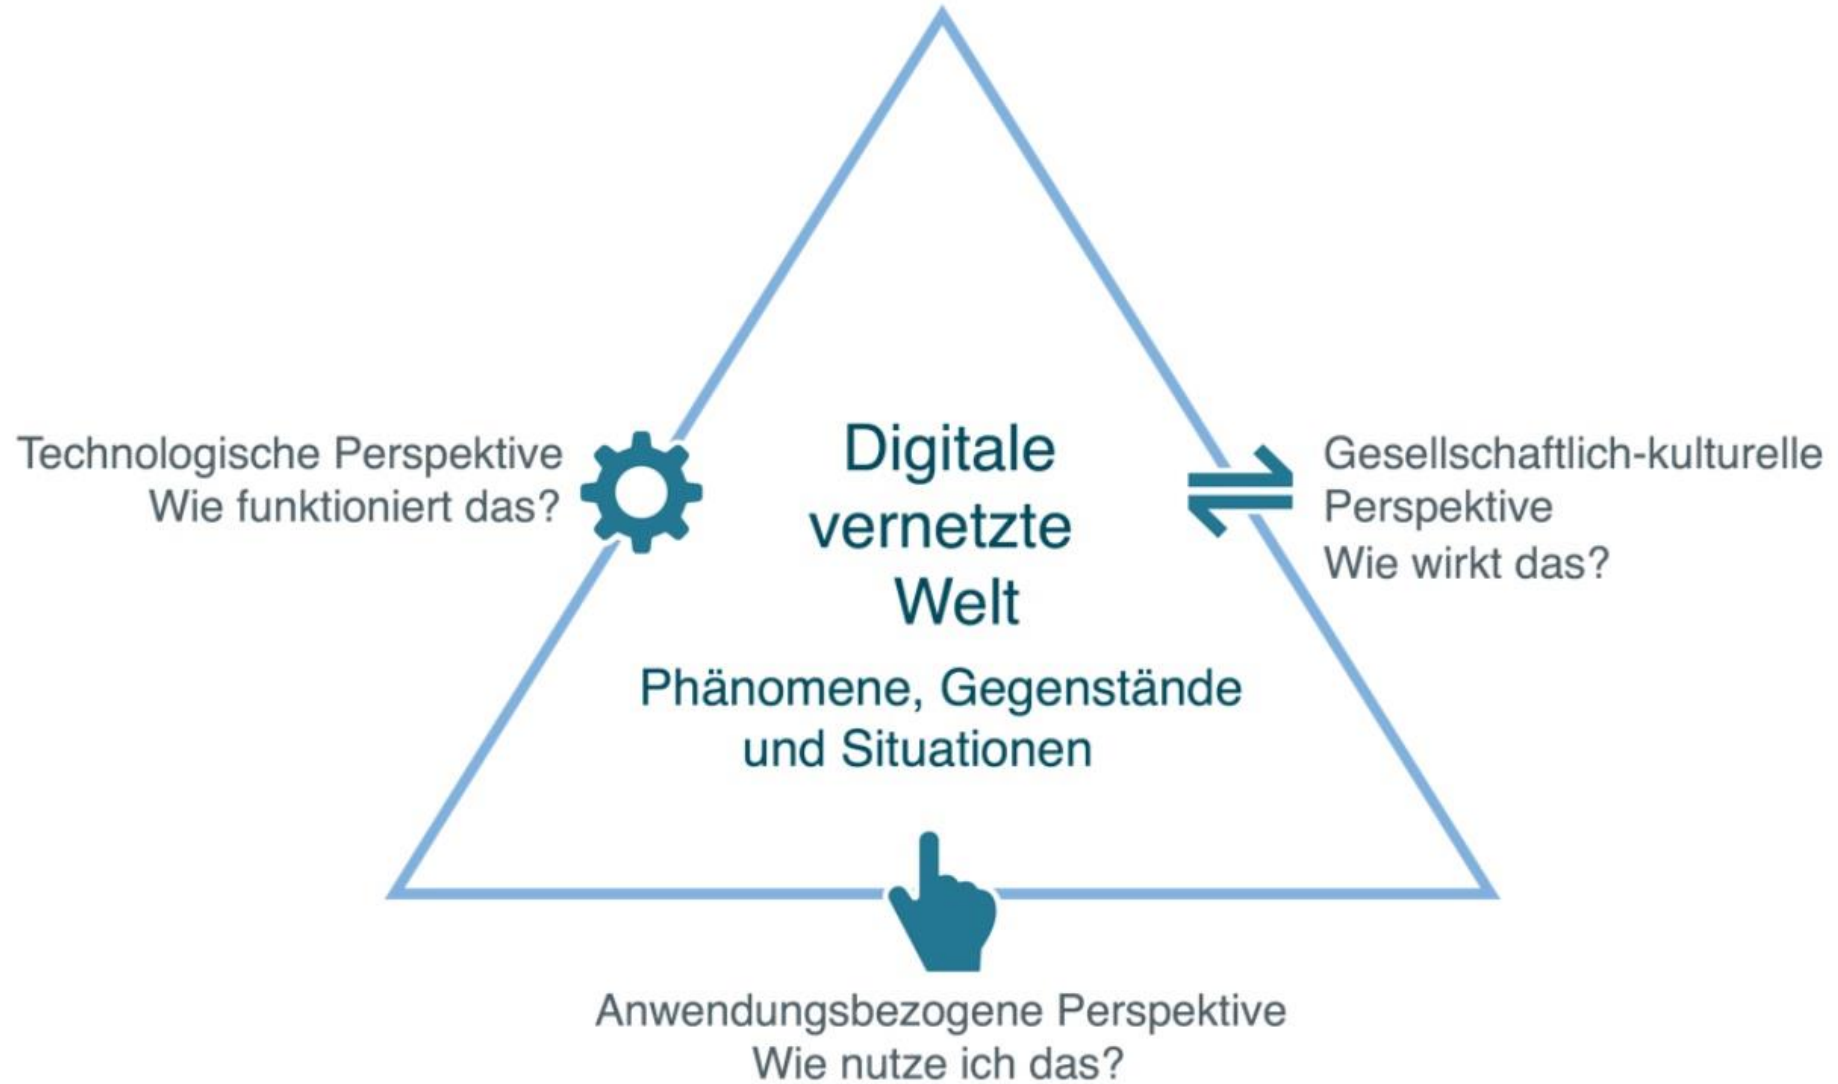 Technologische Perspektive
Wie funktioniert das?
Digitale
vernetzte
Welt
Phänomene, Gegenstände
und Situationen
Gesellschaftlich-kulturelle
Perspektive
Wie wirkt das?
Anwendungsbezogene Perspektive
Wie nutze ich das?